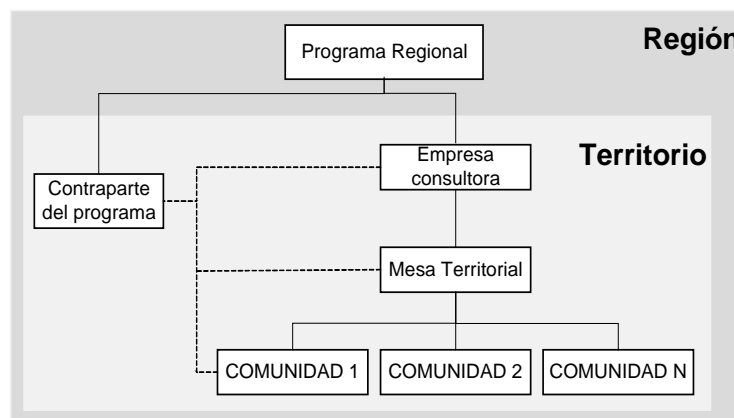 Región
Programa Regional
Territorio
Empresa
consultora
Contraparte
del programa
Mesa Territorial
COMUNIDAD 1
COMUNIDAD 2
COMUNIDAD N